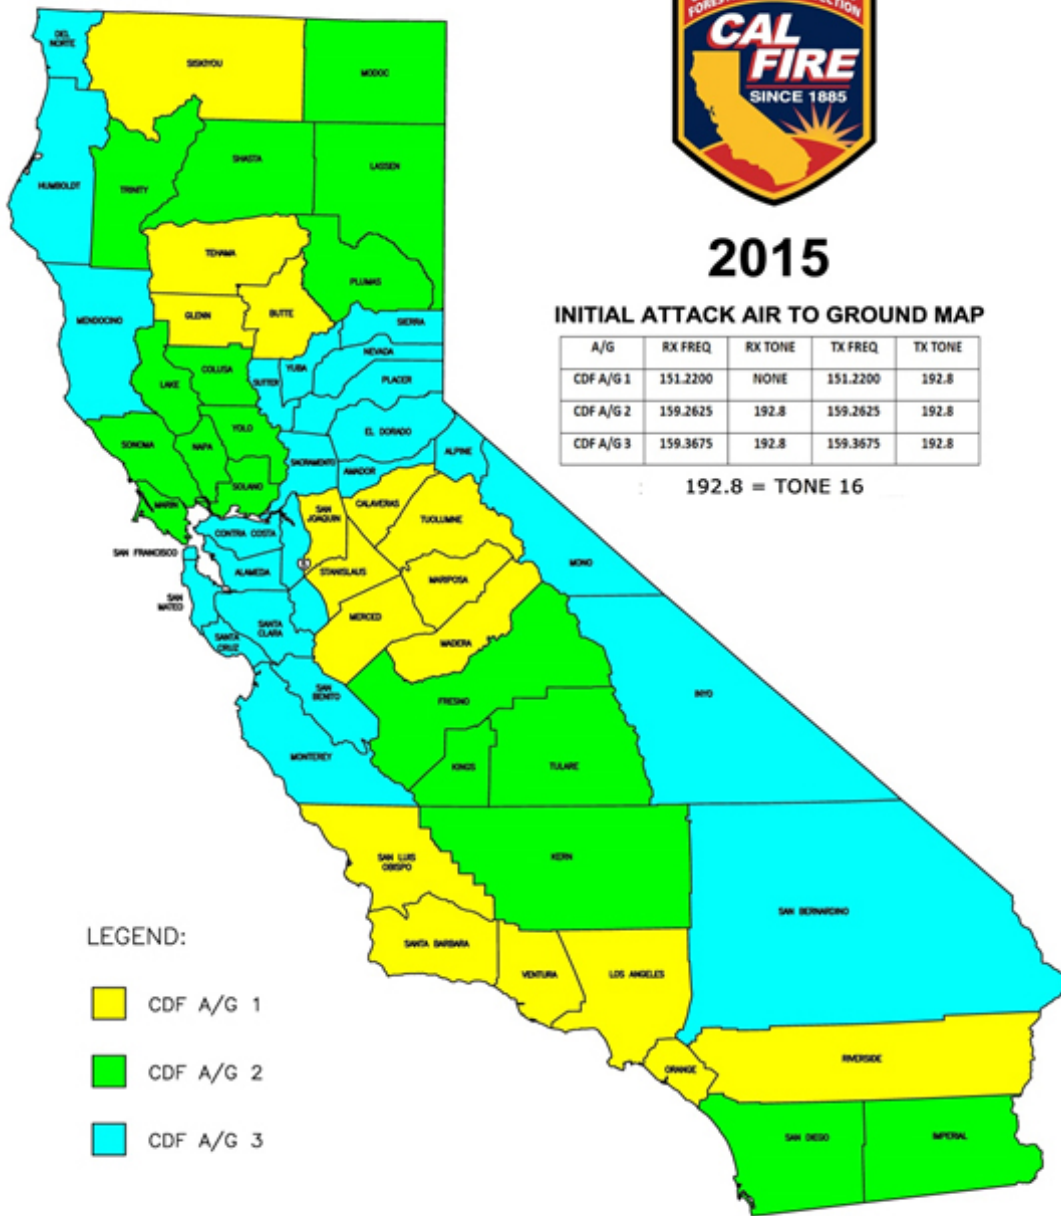 CAL
FIRE
SINCE 1885
2015
INITIAL ATTACK AIR TO GROUND MAP
A/G RX FREQ RX TONE TX FREQ TX TONE
CDF A/G 1 151.2200 NONE 151.2200 192.8
CDF A/G 2 159.2625 192.8 159.2625 192.8
CDF A/G 3 159.3675 192.8 159.3675 192.8
192.8 = TONE 16
DEL
NORTE
SISKIYOU
MODOC
HUMBOLDT
TRINITY
SHASTA
LASSEN
TEHAMA
PLUMAS
MENDOCINO
GLENN
BUTTE
SIERRA
NEVADA
LAKE
COLUSA
SUTTER
YUBA
PLACER
SONOMA
NAPA
YOLO
EL DORADO
SOLANO
SACRAMENTO
AMADOR
ALPINE
MARIN
CONTRA COSTA
SAN
JOAQUIN
CALAVERAS
TUOLUMNE
SAN FRANCISCO
ALAMEDA
STANISLAUS
MARIPOSA
MONO
SAN
MATEO
SANTA
CLARA
MERCED
SANTA
CRUZ
MADERA
SAN
BENITO
FRESNO
INYO
MONTEREY
KINGS
TULARE
SAN LUIS
OBISPO
KERN
SAN BERNARDINO
SANTA BARBARA
VENTURA
LOS ANGELES
ORANGE
RIVERSIDE
SAN DIEGO
IMPERIAL
LEGEND:
CDF A/G 1
CDF A/G 2
CDF A/G 3